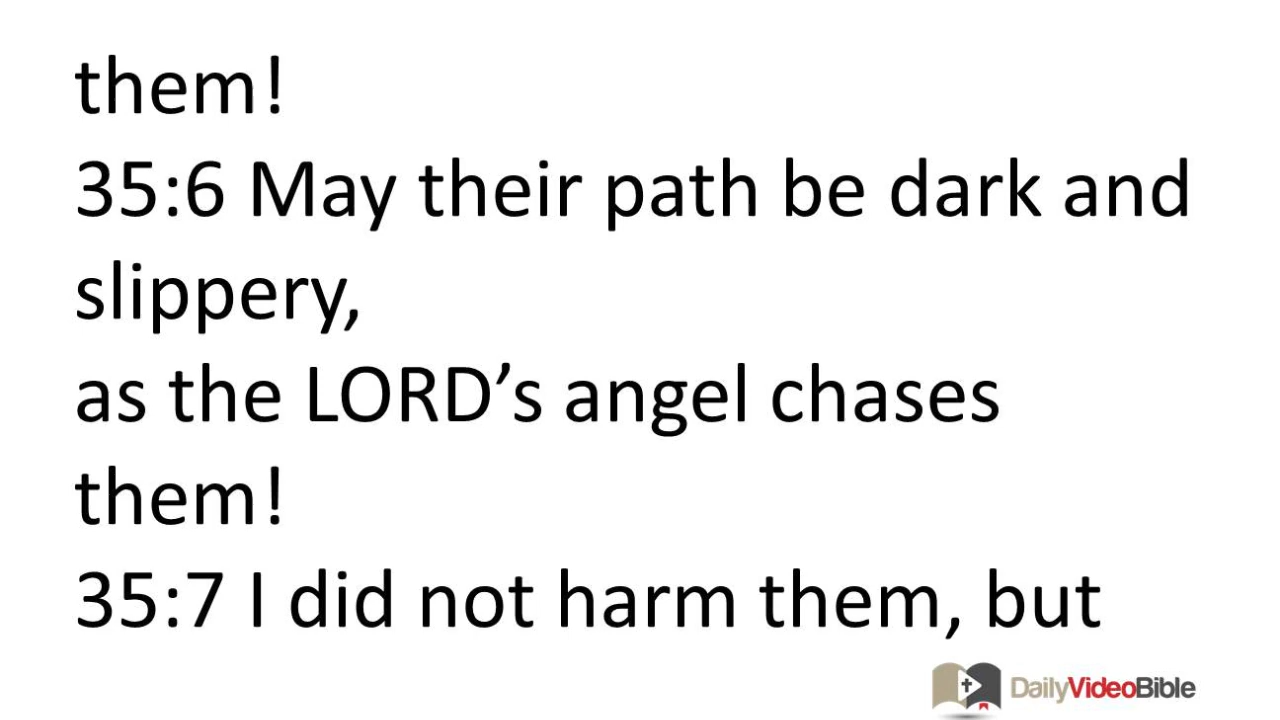 them!
35:6 May their path be dark and
slippery,
as the LORD’s angel chases
them!
35:7 I did not harm them, but
DailyVideoBible